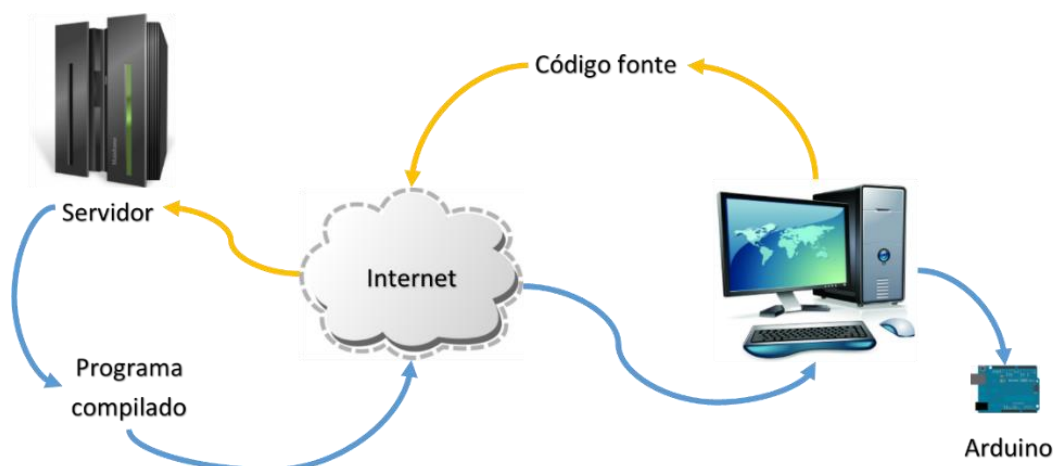 Código fonte
Servidor
Internet
Programa
compilado
Arduino